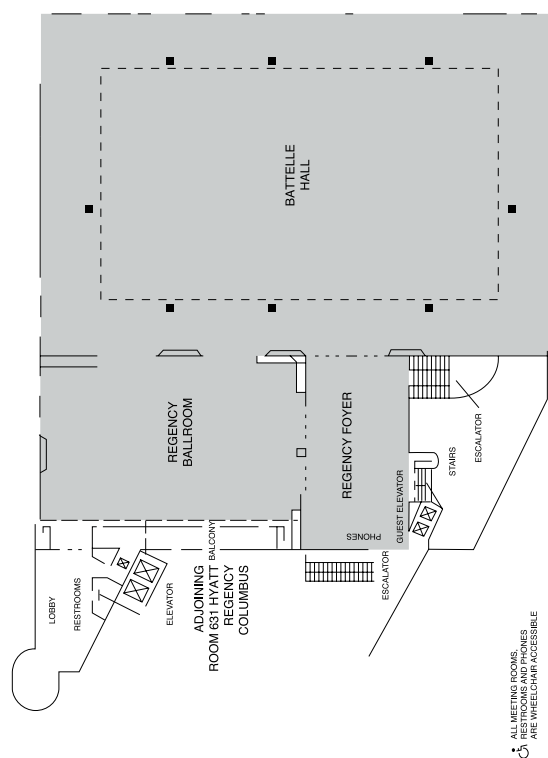 BATTELLE
HALL
REGENCY
BALLROOM
REGENCY FOYER
ESCALATOR
STAIRS
GUEST ELEVATOR
PHONES
ESCALATOR
BALCONY
ADJOINING
ROOM 631 HYATT
REGENCY
COLUMBUS
ELEVATOR
RESTROOMS
LOBBY
ALL MEETING ROOMS,
RESTROOMS AND PHONES
ARE WHEELCHAIR ACCESSIBLE